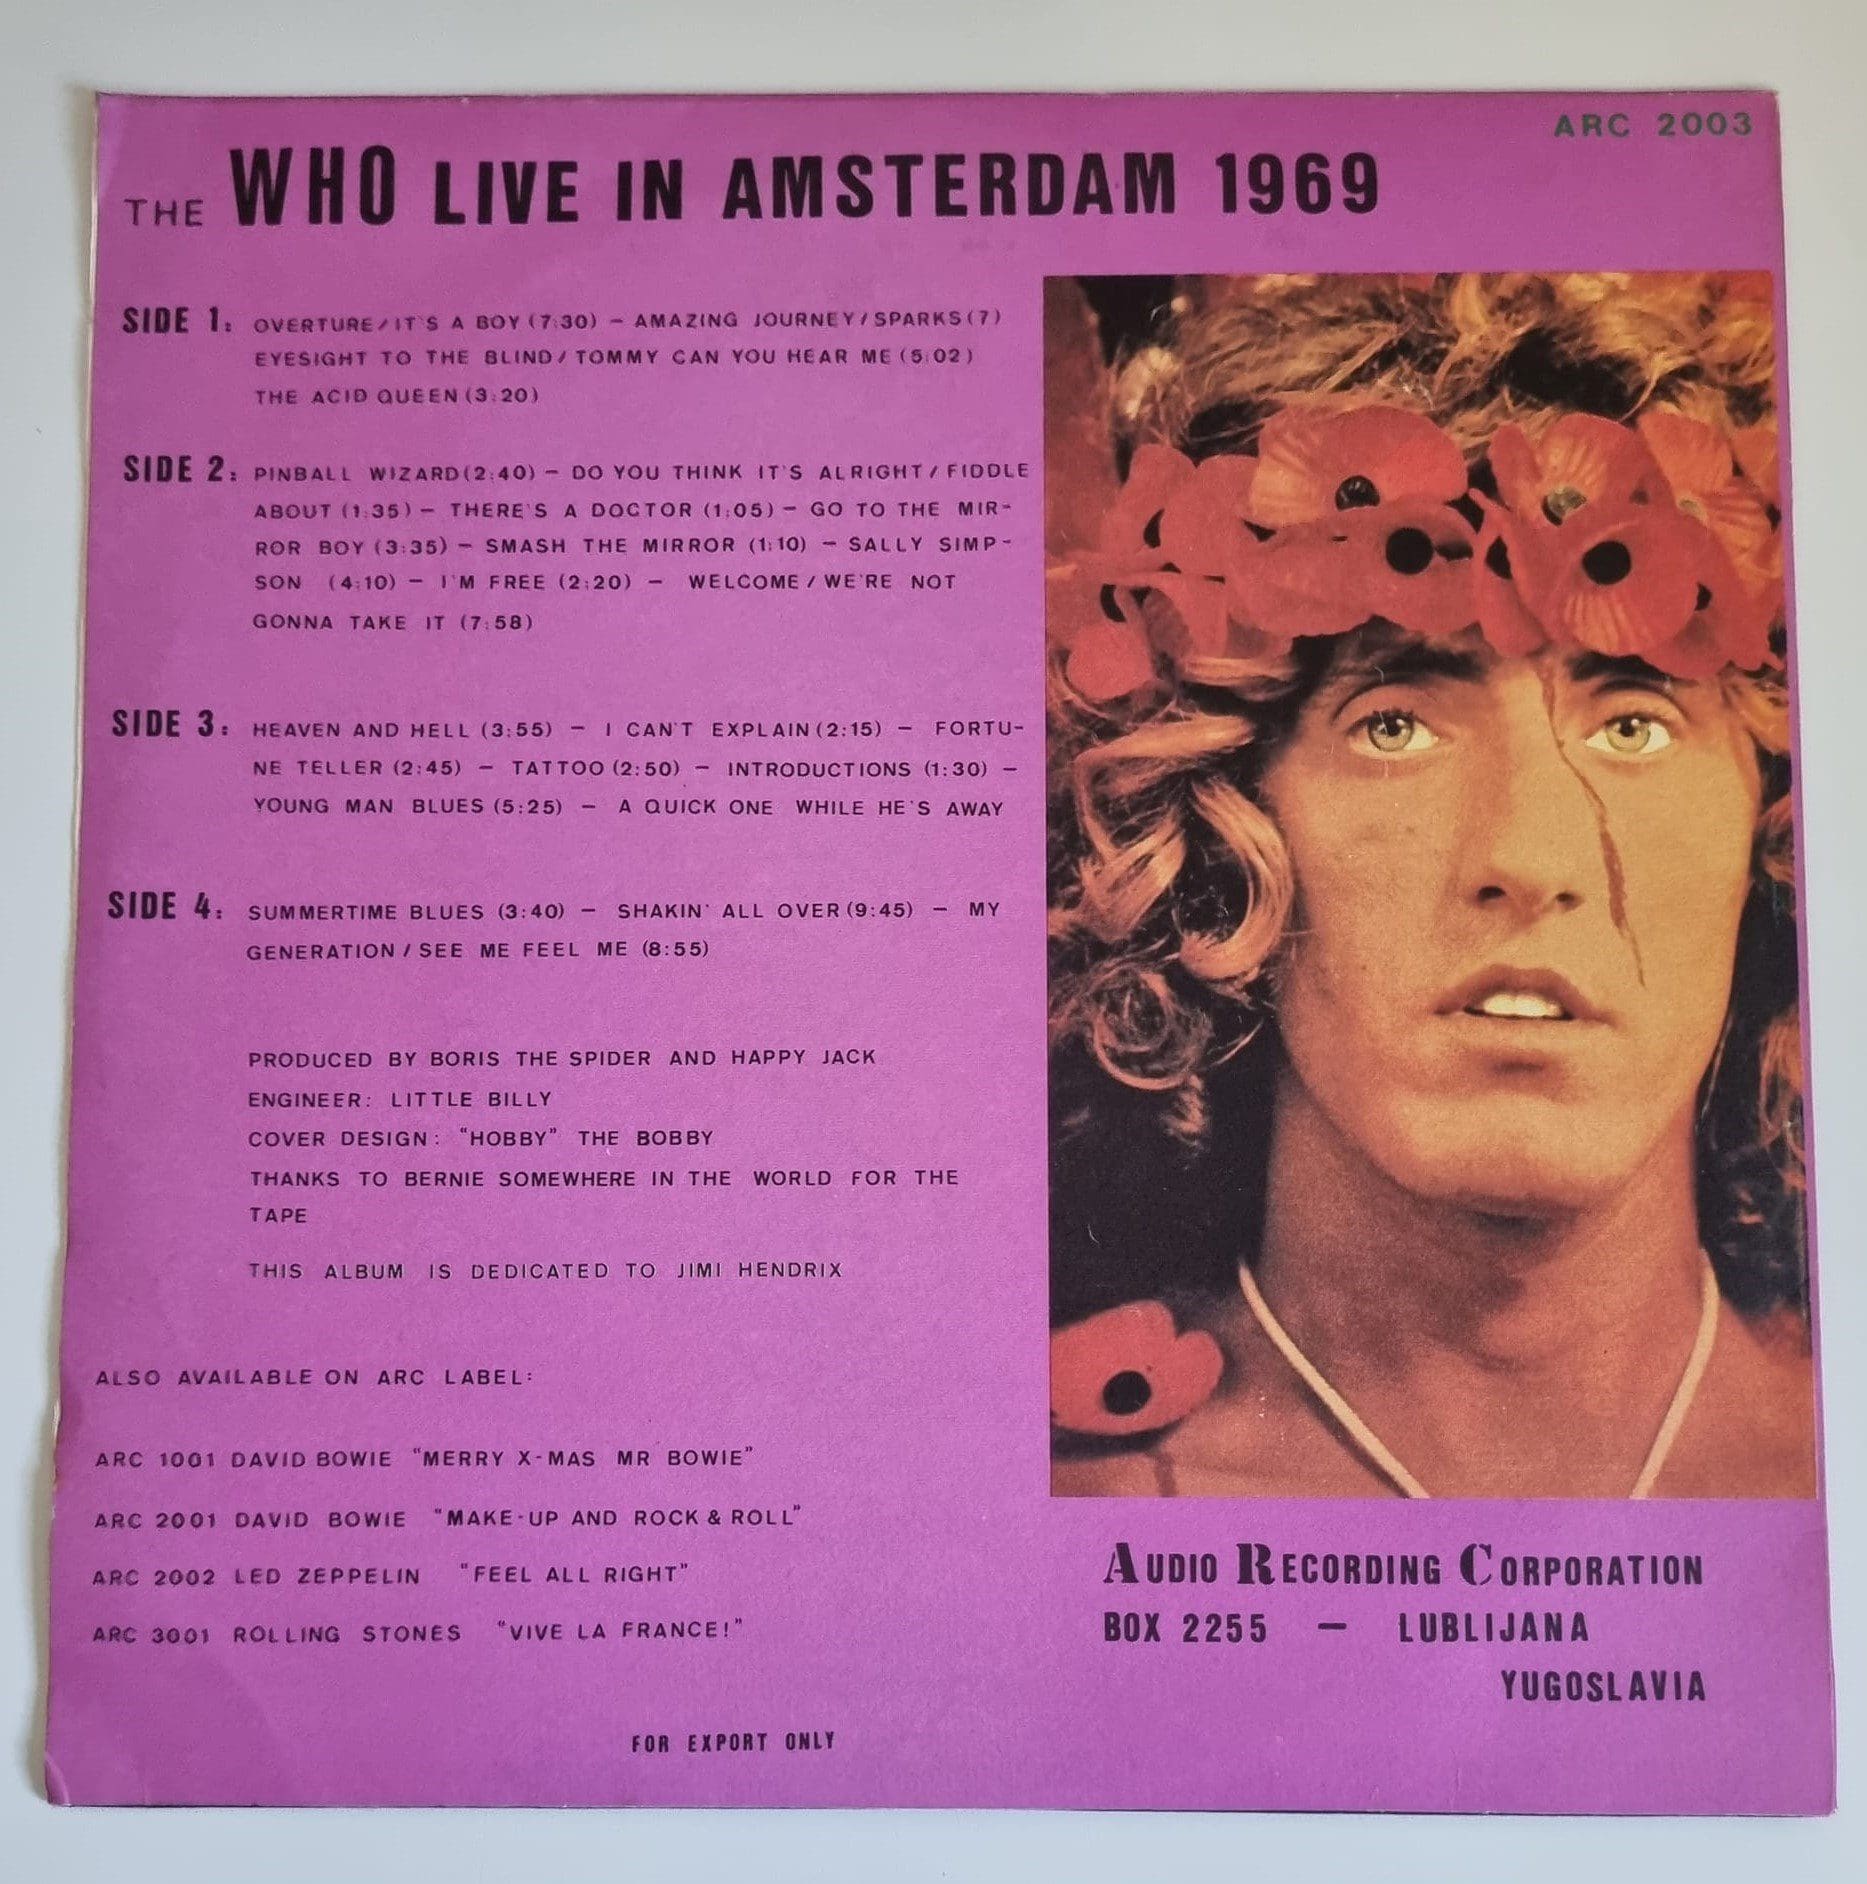 ARC 2003
THE WHO LIVE IN AMSTERDAM 1969
SIDE 1: OVERTURE/IT'S A BOY (7:30) – AMAZING JOURNEY/SPARKS (7)
EYESIGHT TO THE BLIND/TOMMY CAN YOU HEAR ME (5:02)
THE ACID QUEEN (3:20)
SIDE 2: PINBALL WIZARD (2:40) – DO YOU THINK IT'S ALRIGHT/FIDDLE
ABOUT (1:35) – THERE'S A DOCTOR (1:05) – GO TO THE MIR-
ROR BOY (3:35) – SMASH THE MIRROR (1:10) – SALLY SIMP-
SON (4:10) – I'M FREE (2:20) – WELCOME/WE'RE NOT
GONNA TAKE IT (7:58)
SIDE 3: HEAVEN AND HELL (3:55) – I CAN'T EXPLAIN (2:15) – FORTU-
NE TELLER (2:45) – TATTOO (2:50) – INTRODUCTIONS (1:30) –
YOUNG MAN BLUES (5:25) – A QUICK ONE WHILE HE'S AWAY
SIDE 4: SUMMERTIME BLUES (3:40) – SHAKIN' ALL OVER (9:45) – MY
GENERATION/SEE ME FEEL ME (8:55)
PRODUCED BY BORIS THE SPIDER AND HAPPY JACK
ENGINEER: LITTLE BILLY
COVER DESIGN: "HOBBY" THE BOBBY
THANKS TO BERNIE SOMEWHERE IN THE WORLD FOR THE
TAPE
THIS ALBUM IS DEDICATED TO JIMI HENDRIX
ALSO AVAILABLE ON ARC LABEL:
ARC 1001 DAVID BOWIE "MERRY X-MAS MR BOWIE"
ARC 2001 DAVID BOWIE "MAKE-UP AND ROCK & ROLL"
ARC 2002 LED ZEPPELIN "FEEL ALL RIGHT"
ARC 3001 ROLLING STONES "VIVE LA FRANCE!"
AUDIO RECORDING CORPORATION
BOX 2255 – LUBLIJANA
YUGOSLAVIA
FOR EXPORT ONLY